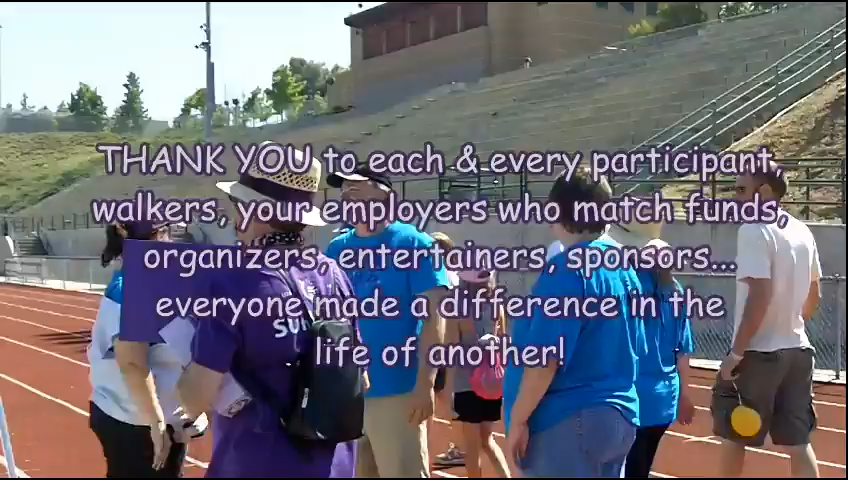 THANK YOU to each & every participant,
walkers, your employers who match funds,
organizers, entertainers, sponsors...
everyone made a difference in the
life of another!
SU